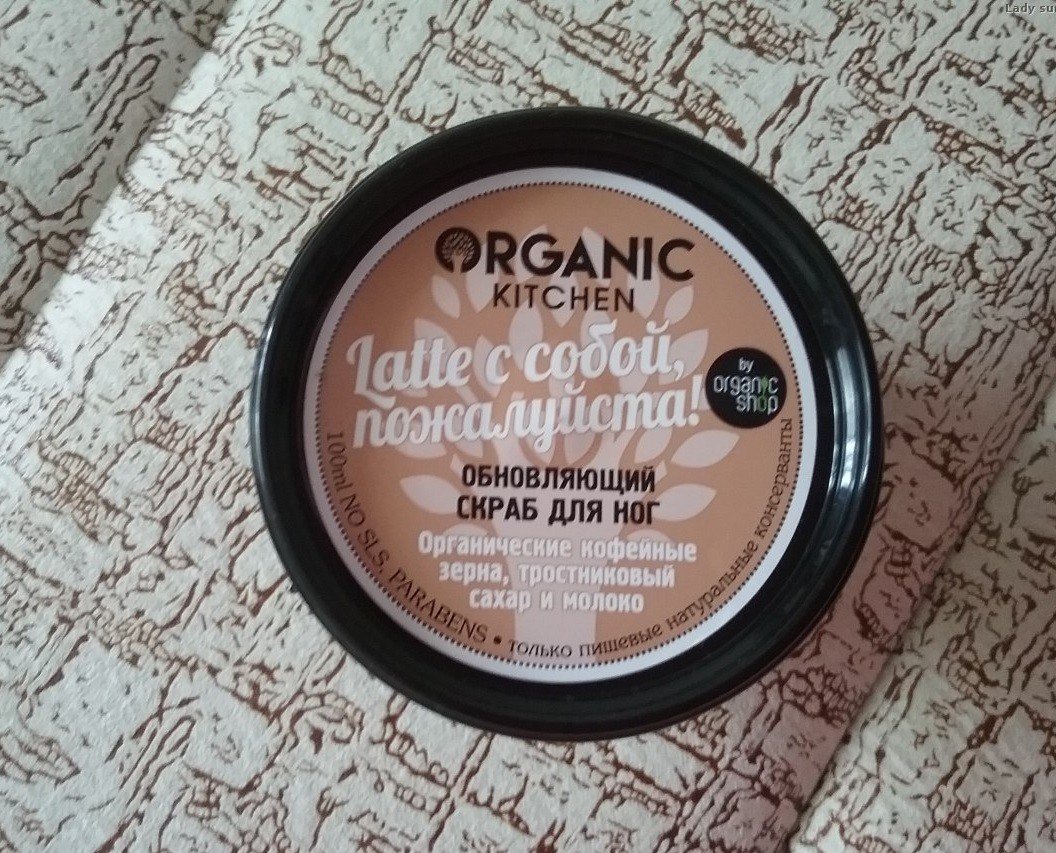 Lady
ORGANIC
KITCHEN
Latte с собой,
пожалуйста!
by
organic
shop
ОБНОВЛЯЮЩИЙ
СКРАБ ДЛЯ НОГ
Органические кофейные
зерна, тростниковый
сахар и молоко
100ml NO SLS, PARABENS • только пищевые натуральные консерванты